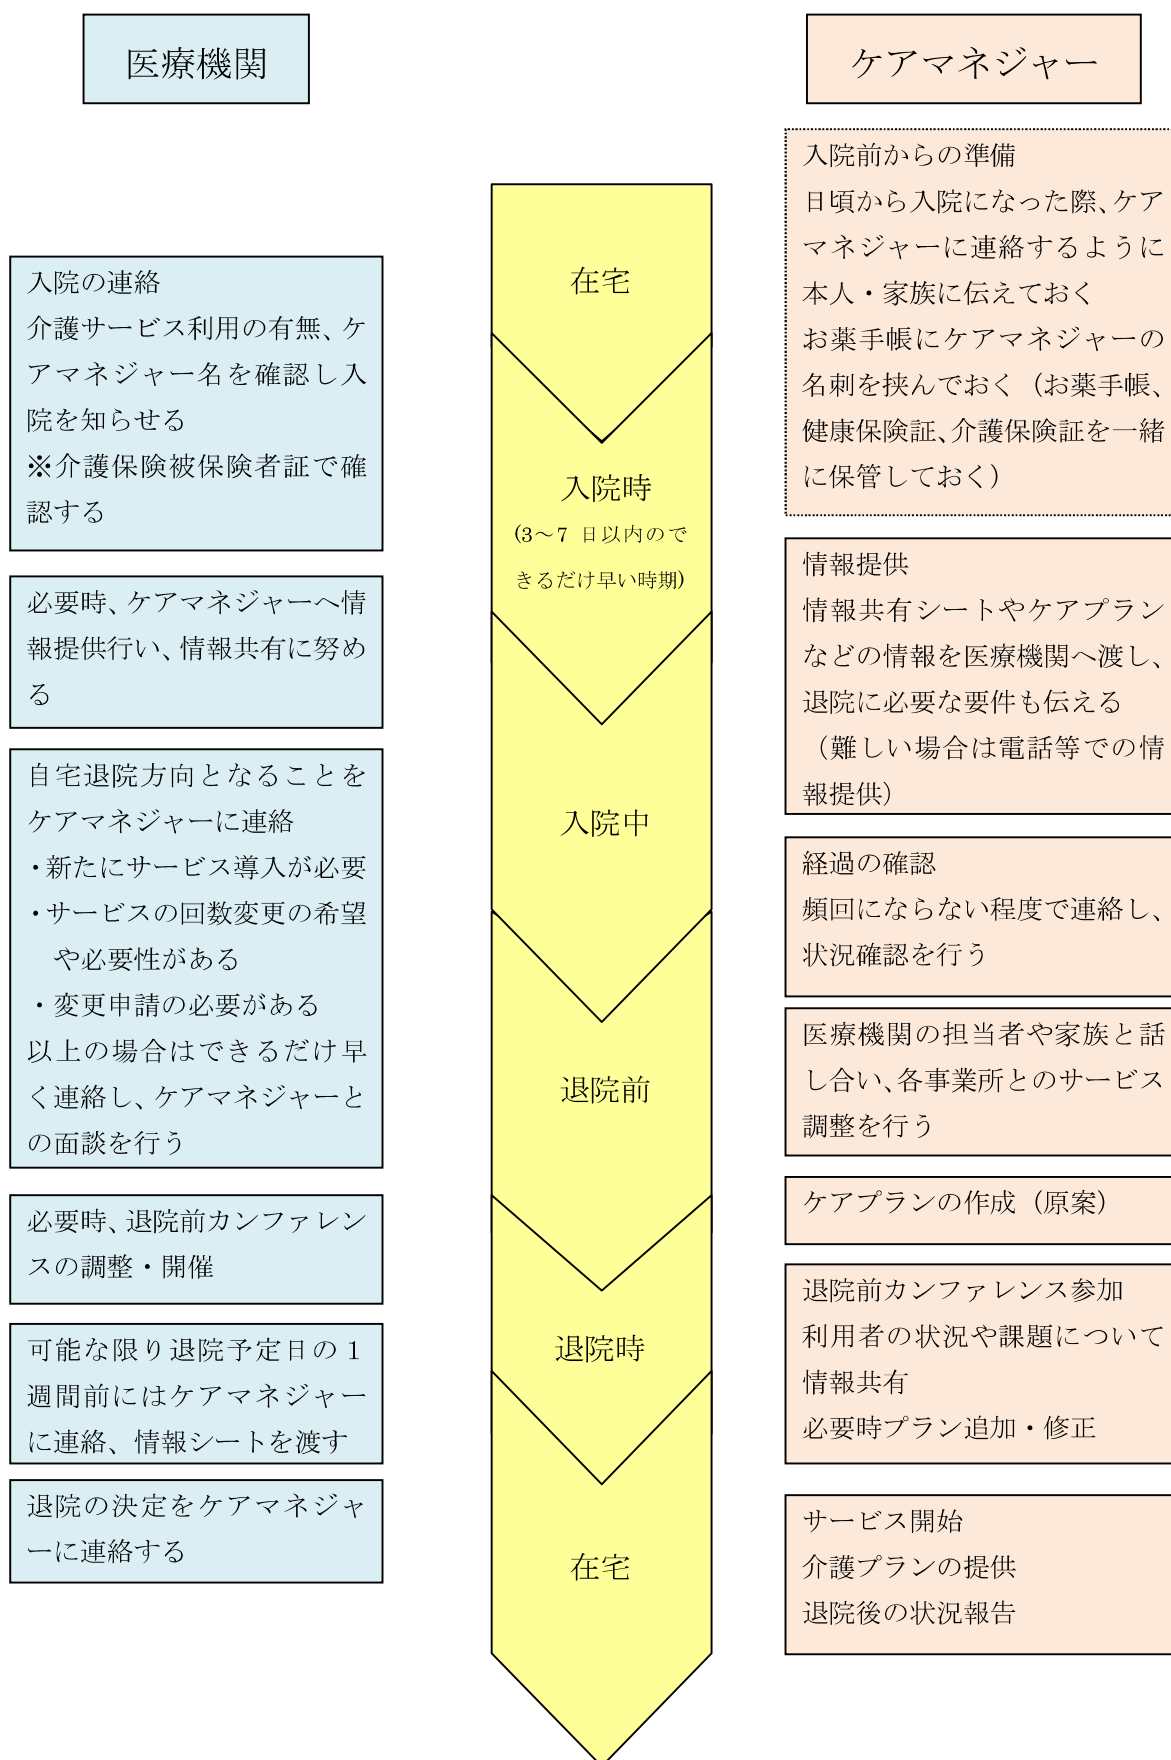 医療機関
入院の連絡
介護サービス利用の有無、ケ
アマネジャー名を確認し入
院を知らせる
※介護保険被保険者証で確
認する
必要時、ケアマネジャーへ情
報提供行い、情報共有に努め
る
自宅退院方向となることを
ケアマネジャーに連絡
・新たにサービス導入が必要
・サービスの回数変更の希望
や必要性がある
・変更申請の必要がある
以上の場合はできるだけ早
く連絡し、ケアマネジャーと
の面談を行う
必要時、退院前カンファレン
スの調整・開催
可能な限り退院予定日の 1
週間前にはケアマネジャー
に連絡、情報シートを渡す
退院の決定をケアマネジャ
ーに連絡する
在宅
入院時
(3～7 日以内ので
きるだけ早い時期)
入院中
退院前
退院時
在宅
ケアマネジャー
入院前からの準備
日頃から入院になった際、ケア
マネジャーに連絡するように
本人・家族に伝えておく
お薬手帳にケアマネジャーの
名刺を挟んでおく（お薬手帳、
健康保険証、介護保険証を一緒
に保管しておく）
情報提供
情報共有シートやケアプラン
などの情報を医療機関へ渡し、
退院に必要な要件も伝える
（難しい場合は電話等での情
報提供）
経過の確認
頻回にならない程度で連絡し、
状況確認を行う
医療機関の担当者や家族と話
し合い、各事業所とのサービス
調整を行う
ケアプランの作成（原案）
退院前カンファレンス参加
利用者の状況や課題について
情報共有
必要時プラン追加・修正
サービス開始
介護プランの提供
退院後の状況報告